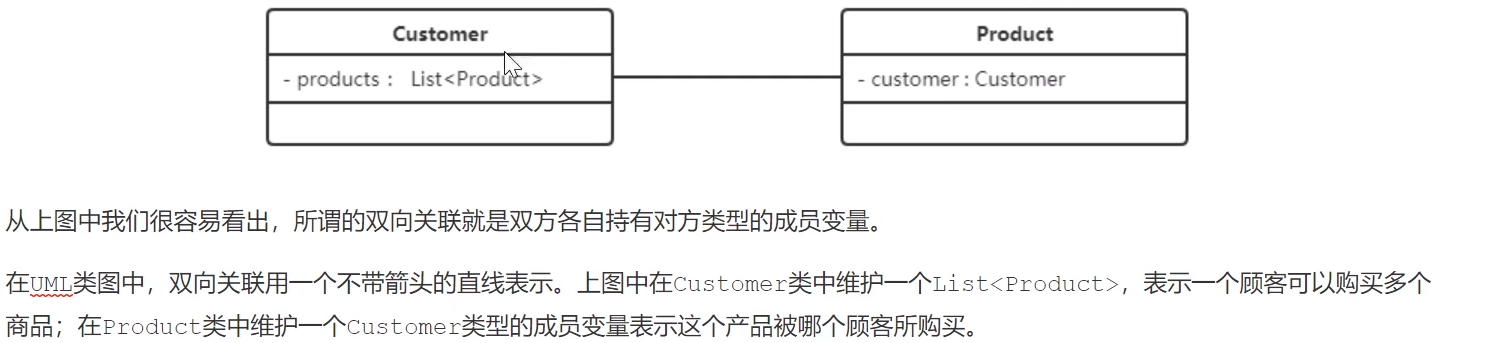 Customer
Product
- products : List<Product>
- customer : Customer
从上图中我们很容易看出，所谓的双向关联就是双方各自持有对方类型的成员变量。
在UML类图中，双向关联用一个不带箭头的直线表示。上图中在Customer类中维护一个List<Product>，表示一个顾客可以购买多个
商品；在Product类中维护一个Customer类型的成员变量表示这个产品被哪个顾客所购买。